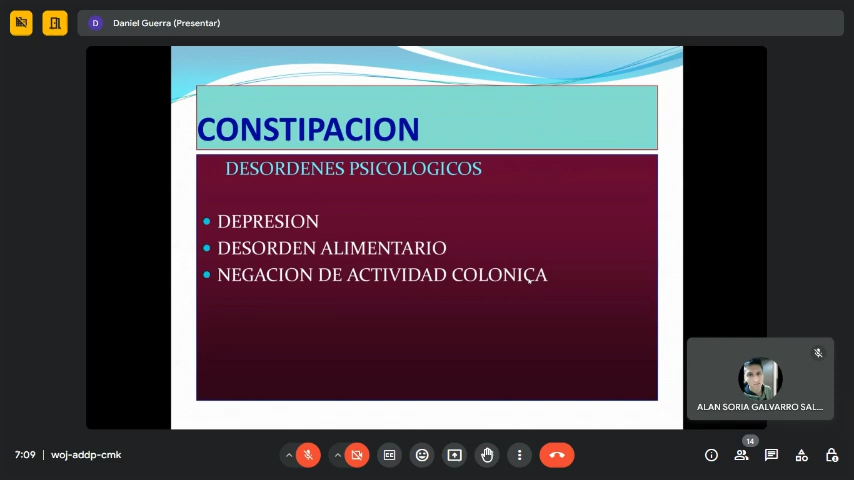 D
Daniel Guerra (Presentar)
CONSTIPACION
DESORDENES PSICOLOGICOS
• DEPRESION
• DESORDEN ALIMENTARIO
• NEGACION DE ACTIVIDAD COLONICA
ALAN SORIA GALVARRO SAL...
14
7:09 | woj-addp-cmk